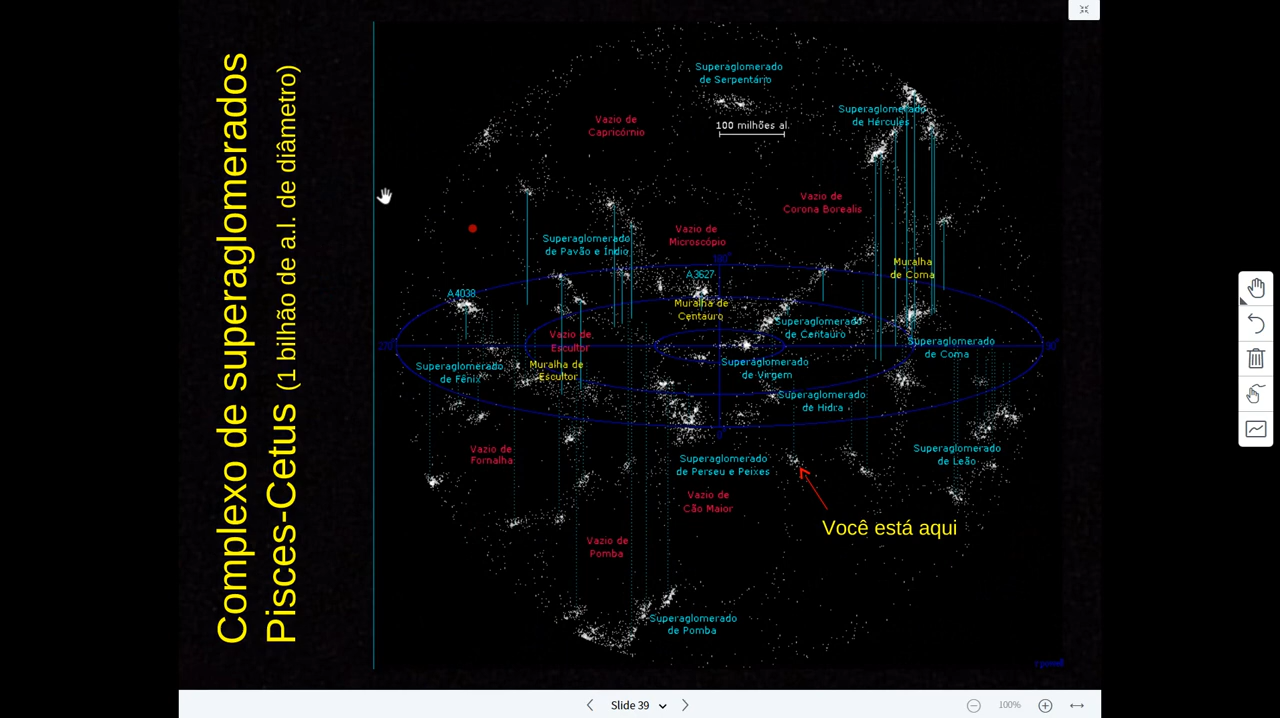 Complexo de superaglomerados
Pisces-Cetus (1 bilhão de a.l. de diâmetro)
Superaglomerado
de Serpentário
Superaglomerado
de Hércules
Vazio de
Capricórnio
100 milhões al.
Vazio de
Corona Borealis
Vazio de
Microscópio
Superaglomerado
de Pavão e Índio
Muralha
de Coma
180°
A3627
A4038
Muralha de
Centauro
Superaglomerado
de Centauro
Vazio de
Escultor
Superaglomerado
de Coma
Muralha de
Escultor
Superaglomerado
de Virgem
Superaglomerado
de Fênix
Superaglomerado
de Hidra
0°
Vazio de
Fornalha
Superaglomerado
de Leão
Superaglomerado
de Perseu e Peixes
Vazio de
Cão Maior
Você está aqui
Vazio de
Pomba
Superaglomerado
de Pomba
Slide 39
100%